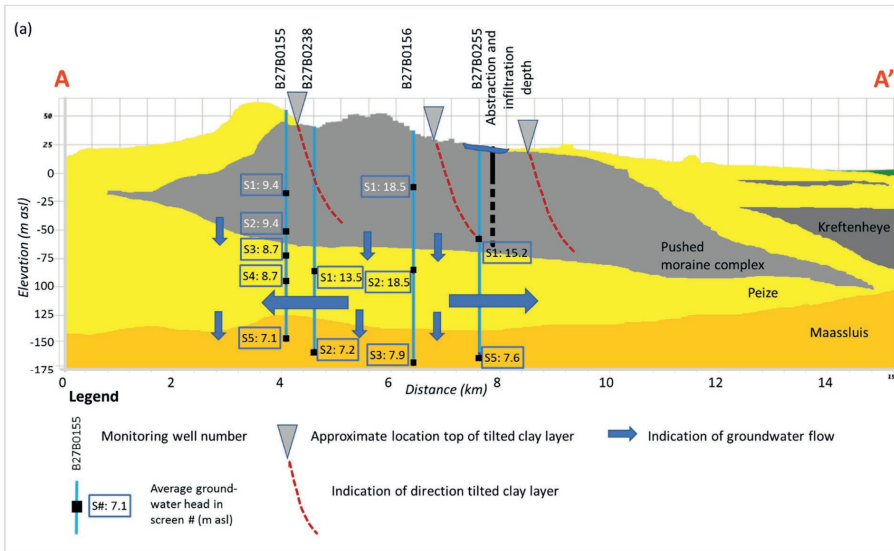 (a)
A
B27B0155
B27B0238
B27B0156
B27B0255
Abstraction and
infiltration
depth
A'
Elevation (m asl)
50
25
0
-25
-50
75
100
125
-150
-175
S1: 9.4
S2: 9.4
S3: 8.7
S4: 8.7
S5: 7.1
S1: 13.5
S2: 7.2
S1: 18.5
S2: 18.5
S3: 7.9
S1: 15.2
S5: 7.6
Kreftenheye
Pushed
moraine complex
Peize
Maassluis
0
2
4
6
8
10
12
14
Distance (km)
Legend
B27B0155
Monitoring well number
Approximate location top of tilted clay layer
Indication of groundwater flow
S#: 7.1
Average ground-
water head in
screen # (m asl)
Indication of direction tilted clay layer